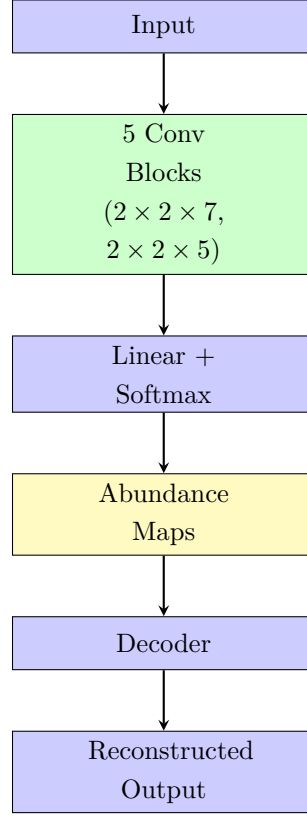 Input
5 Conv
Blocks
(2 × 2 × 7,
2 × 2 × 5)
Linear +
Softmax
Abundance
Maps
Decoder
Reconstructed
Output